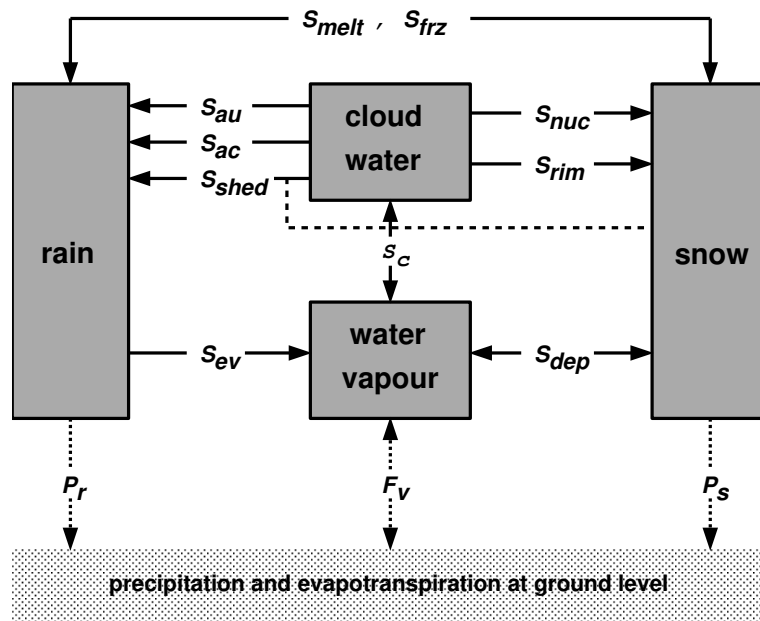 S_melt , S_frz
S_au
S_ac
S_shed
cloud
water
S_nuc
S_rim
rain
snow
S_c
S_ev
water
vapour
S_dep
P_r
F_v
P_s
precipitation and evapotranspiration at ground level